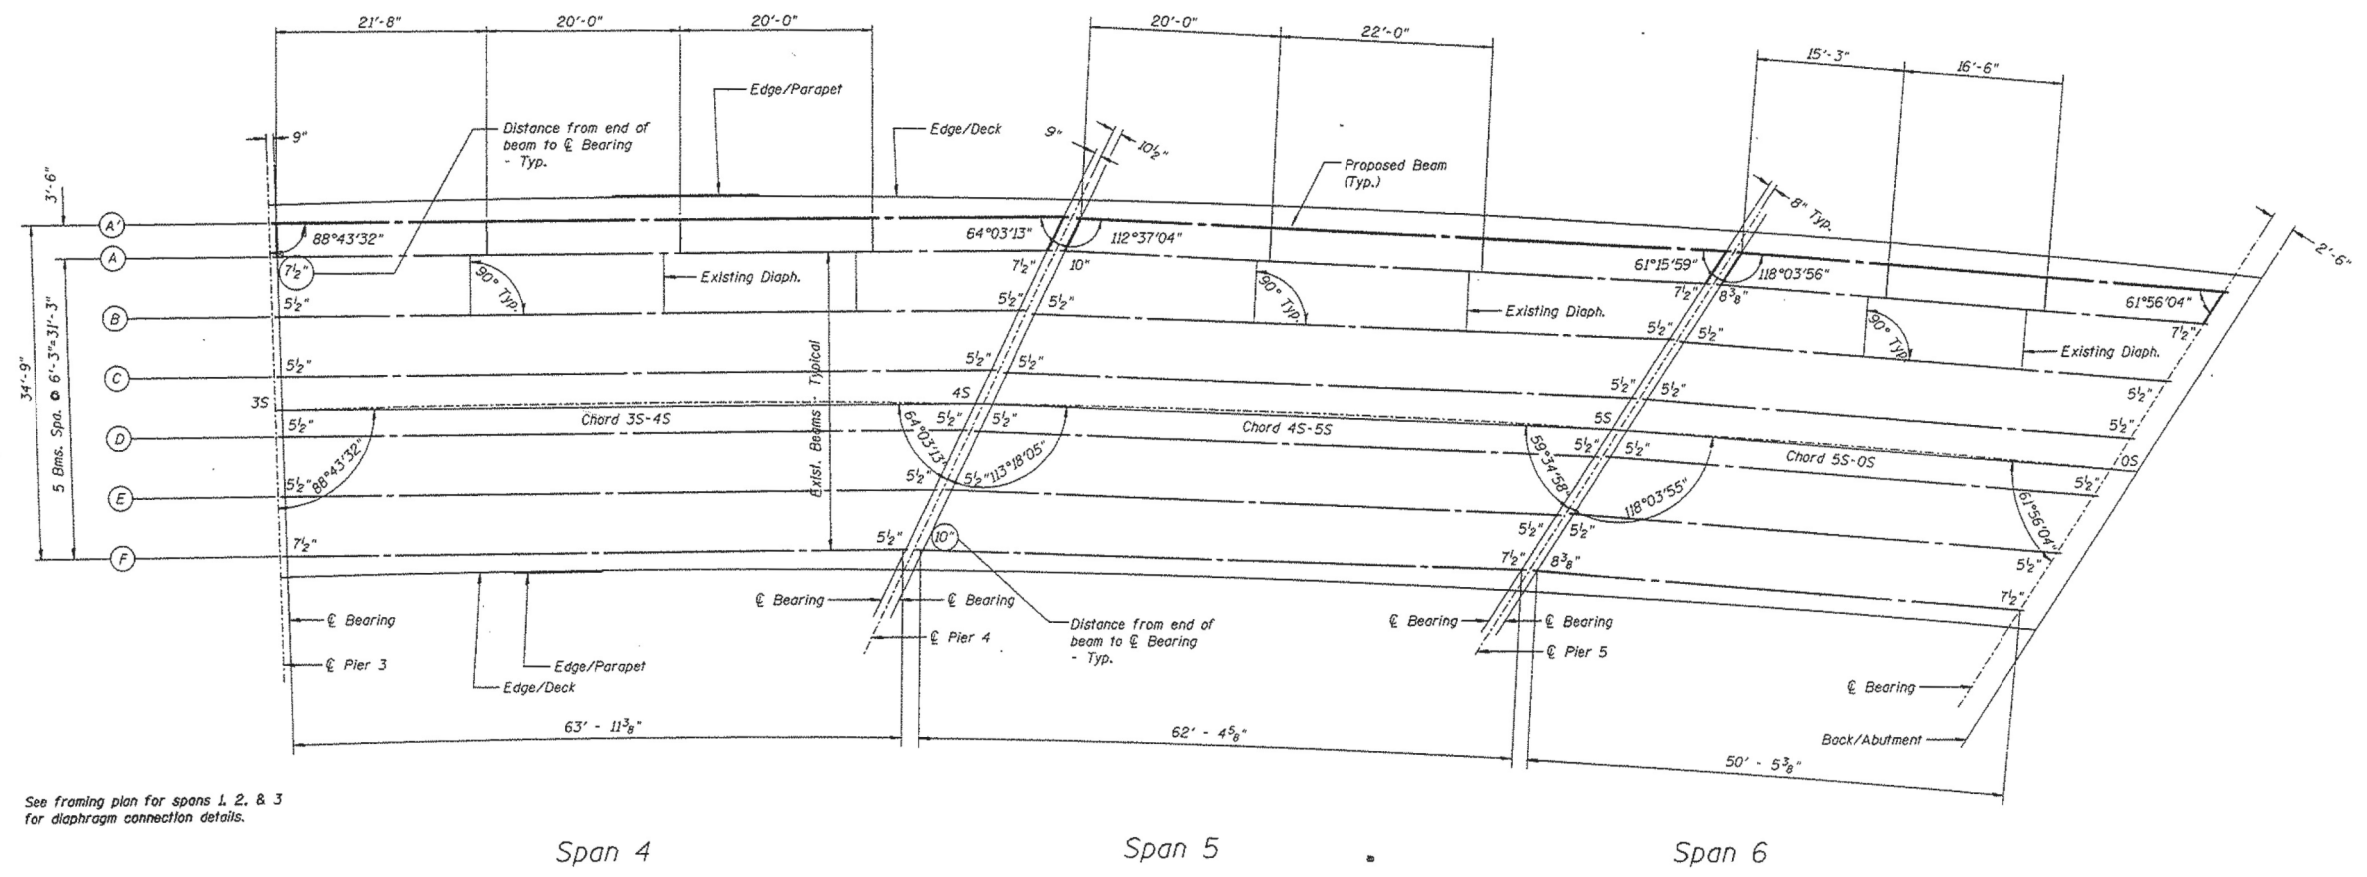 21'-8"
20'-0"
20'-0"
20'-0"
22'-0"
15'-3"
16'-6"
Edge/Parapet
Distance from end of
beam to ℄ Bearing
- Typ.
Edge/Deck
9"
9"
10½"
Proposed Beam
(Typ.)
8" Typ.
2'-6"
3'-6"
34'-9"
5 Bms. Spa. @ 6'-3"=31'-3"
A'
A
B
C
D
E
F
88°43'32"
64°03'13"
112°37'04"
61°15'59"
118°03'56"
61°56'04"
7½"
7½"
10"
7½"
8⅜"
7½"
90° Typ.
Existing Diaph.
90° Typ.
Existing Diaph.
90° Typ.
Existing Diaph.
5½"
5½"
5½"
5½"
5½"
5½"
5½"
5½"
5½"
5½"
5½"
5½"
Exist. Beams - Typical
3S
4S
5S
0S
Chord 3S-4S
Chord 4S-5S
Chord 5S-0S
5½"
5½"
5½"
5½"
5½"
5½"
88°43'32"
64°03'13"
113°18'05"
59°34'58"
118°03'55"
61°56'04"
5½"
5½"
5½"
5½"
5½"
5½"
7½"
5½"
10"
7½"
8⅜"
7½"
℄ Bearing
℄ Pier 3
Edge/Parapet
Edge/Deck
℄ Bearing
℄ Bearing
℄ Pier 4
Distance from end of
beam to ℄ Bearing
- Typ.
℄ Bearing
℄ Bearing
℄ Pier 5
℄ Bearing
Back/Abutment
63' - 11⅜"
62' - 4⅝"
50' - 5⅜"
See framing plan for spans 1, 2, & 3
for diaphragm connection details.
Span 4
Span 5
Span 6